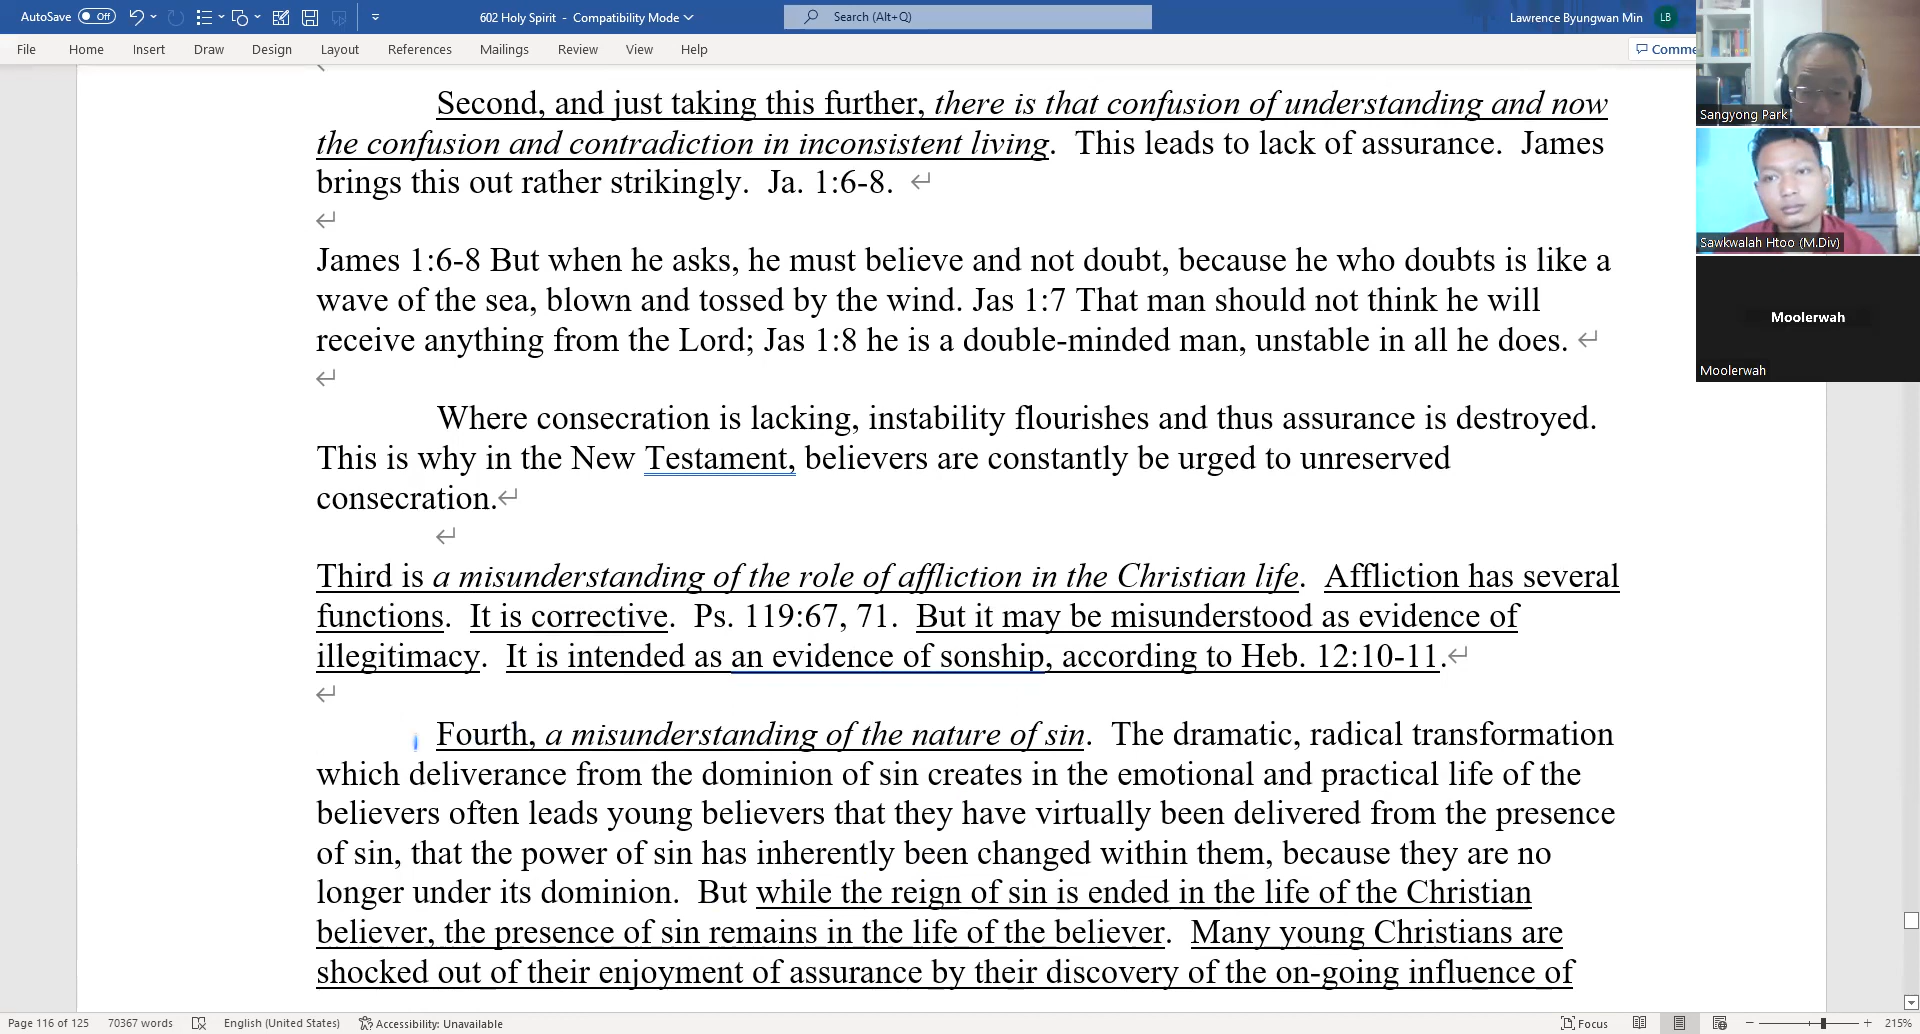 AutoSave Off 602 Holy Spirit - Compatibility Mode Search (Alt+Q) Lawrence Byungwan Min LB
File Home Insert Draw Design Layout References Mailings Review View Help Comme
Second, and just taking this further, there is that confusion of understanding and now
the confusion and contradiction in inconsistent living. This leads to lack of assurance. James
brings this out rather strikingly. Ja. 1:6-8.
James 1:6-8 But when he asks, he must believe and not doubt, because he who doubts is like a
wave of the sea, blown and tossed by the wind. Jas 1:7 That man should not think he will
receive anything from the Lord; Jas 1:8 he is a double-minded man, unstable in all he does.
Where consecration is lacking, instability flourishes and thus assurance is destroyed.
This is why in the New Testament, believers are constantly be urged to unreserved
consecration.
Third is a misunderstanding of the role of affliction in the Christian life. Affliction has several
functions. It is corrective. Ps. 119:67, 71. But it may be misunderstood as evidence of
illegitimacy. It is intended as an evidence of sonship, according to Heb. 12:10-11.
Fourth, a misunderstanding of the nature of sin. The dramatic, radical transformation
which deliverance from the dominion of sin creates in the emotional and practical life of the
believers often leads young believers that they have virtually been delivered from the presence
of sin, that the power of sin has inherently been changed within them, because they are no
longer under its dominion. But while the reign of sin is ended in the life of the Christian
believer, the presence of sin remains in the life of the believer. Many young Christians are
shocked out of their enjoyment of assurance by their discovery of the on-going influence of
Sangyong Park
Sawkwalah Htoo (M.Div)
Moolerwah
Moolerwah
Page 116 of 125 70367 words English (United States) Accessibility: Unavailable Focus 215%